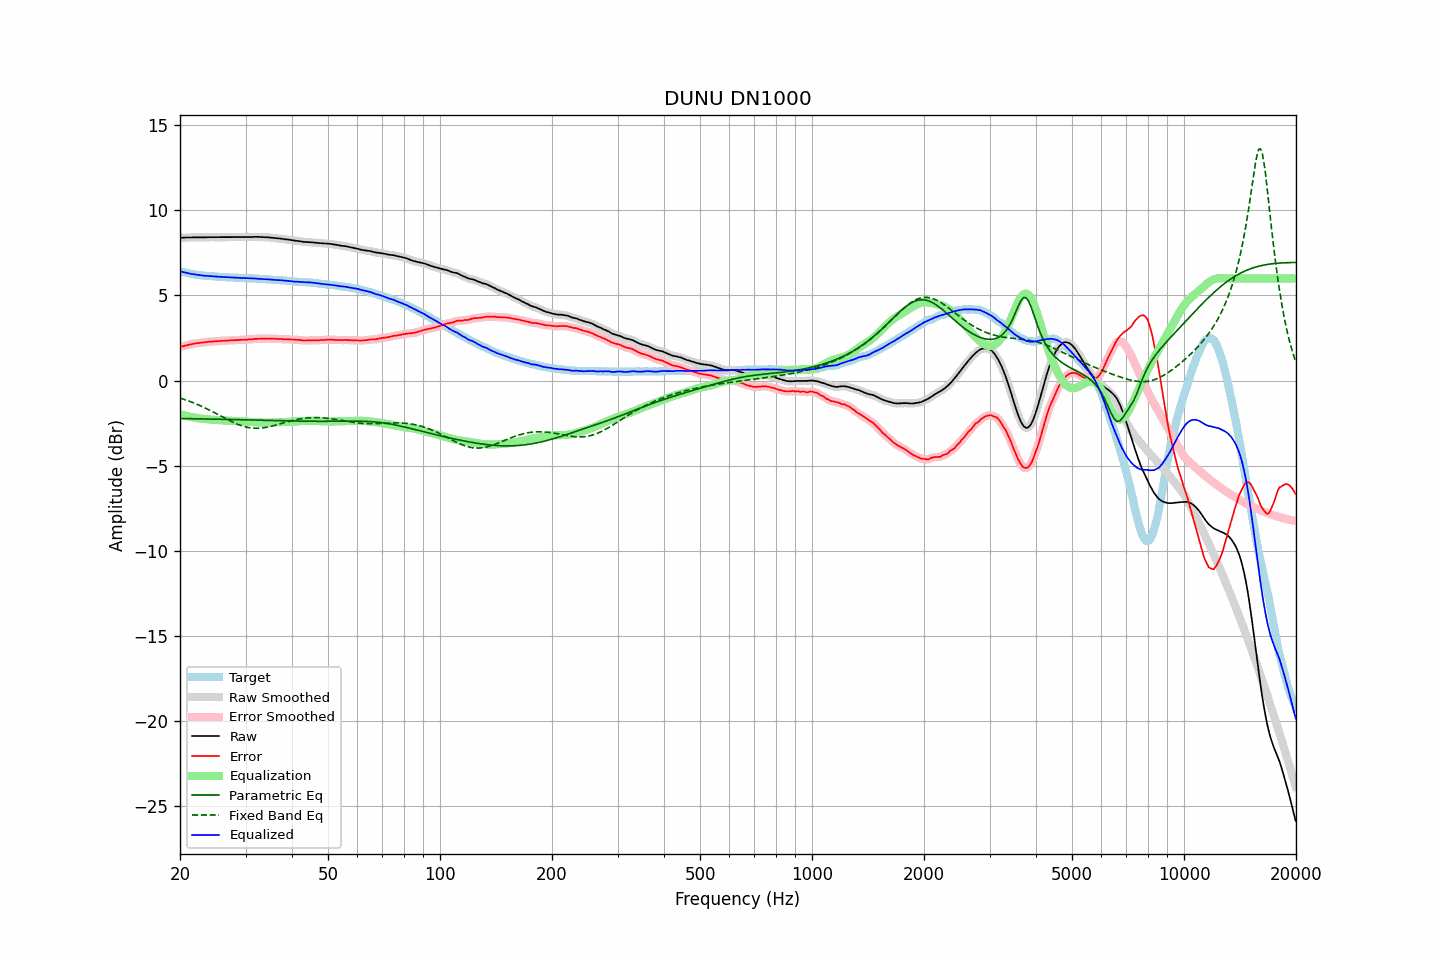 DUNU DN1000
Amplitude (dBr)
15
10
5
0
−5
−10
−15
−20
−25
Target
Raw Smoothed
Error Smoothed
Raw
Error
Equalization
Parametric Eq
Fixed Band Eq
Equalized
20 50 100 200 500 1000 2000 5000 10000 20000
Frequency (Hz)